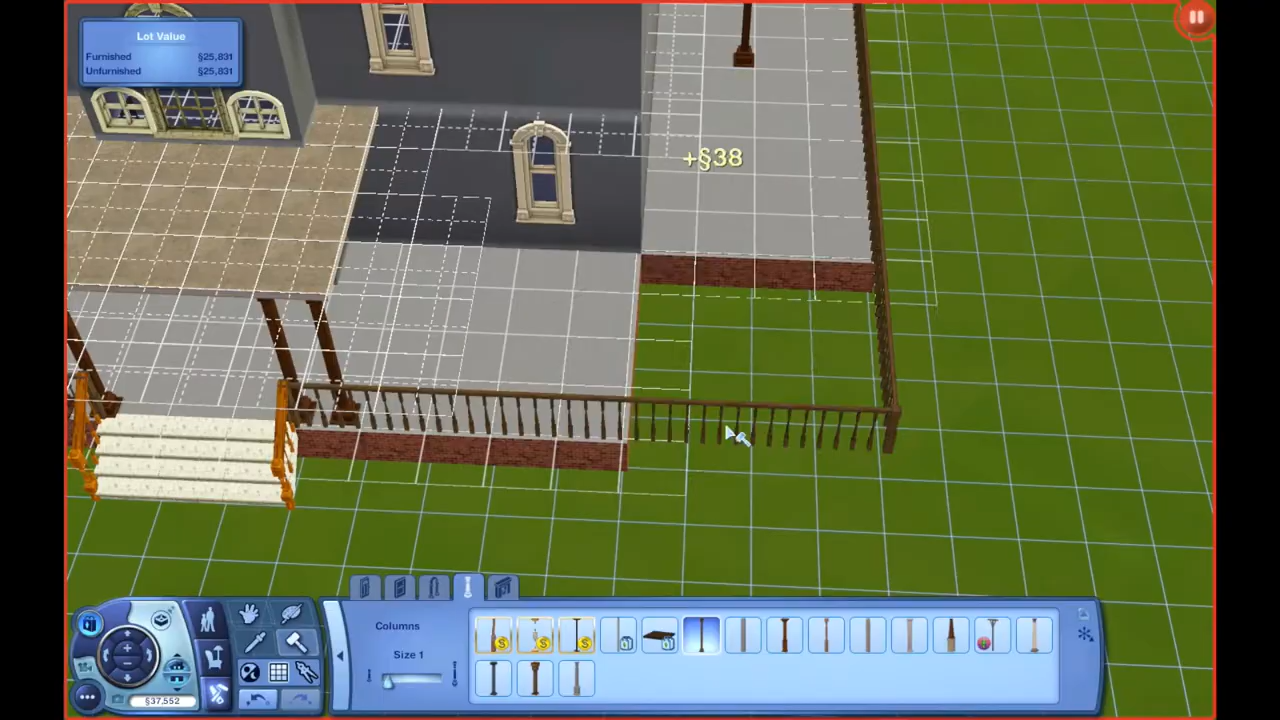 Lot Value
Furnished §25,831
Unfurnished §25,831
+§38
Columns
Size 1
§37,552